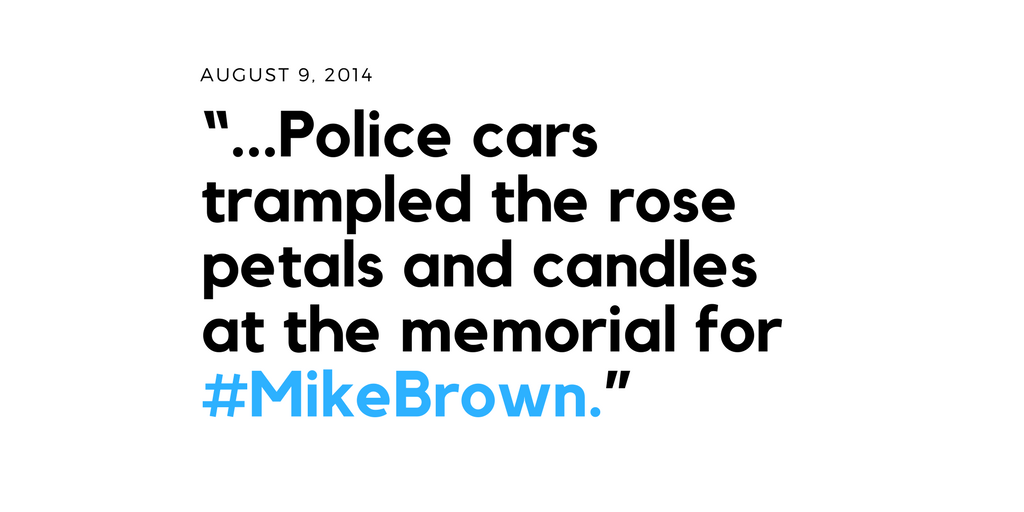 AUGUST 9, 2014
“...Police cars
trampled the rose
petals and candles
at the memorial for
#MikeBrown.”